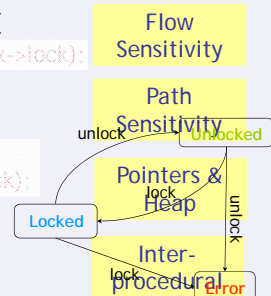 Flow
Sensitivity
k->lock);
Path
Sensitivity
unlock
Unlocked
Pointers &
Heap
lock
k);
unlock
Locked
Inter-
procedural
lock
Error